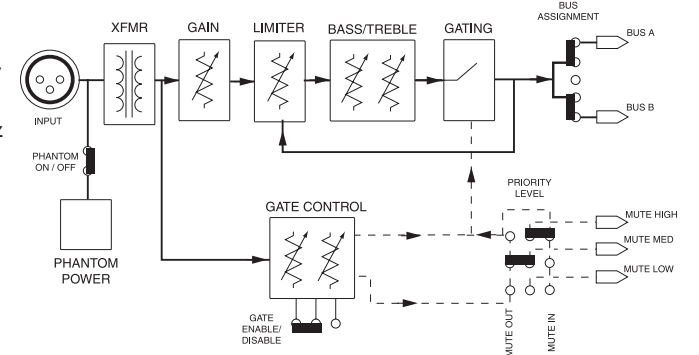 BUS
ASSIGNMENT
XFMR
GAIN
LIMITER
BASS/TREBLE
GATING
BUS A
BUS B
INPUT
z
PHANTOM
ON / OFF
PHANTOM
POWER
GATE CONTROL
GATE
ENABLE/
DISABLE
PRIORITY
LEVEL
MUTE HIGH
MUTE MED
MUTE LOW
MUTE OUT
MUTE IN